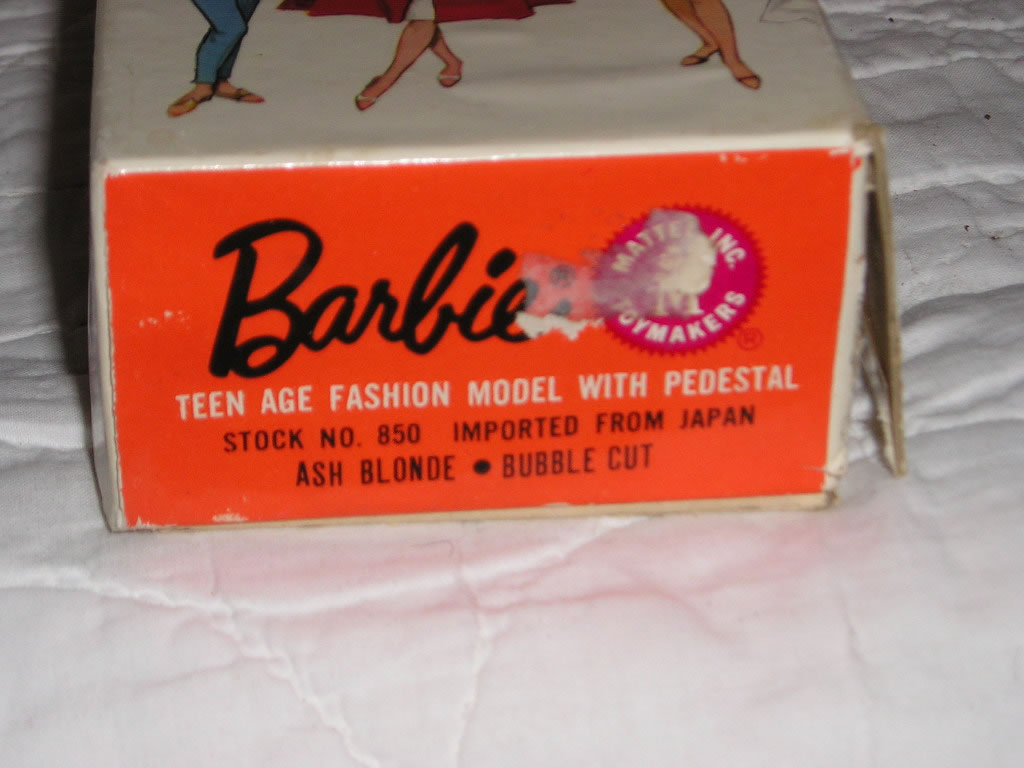 Barbie ®
MATTEL INC.
TOYMAKERS
®
TEEN AGE FASHION MODEL WITH PEDESTAL
STOCK NO. 850 IMPORTED FROM JAPAN
ASH BLONDE • BUBBLE CUT